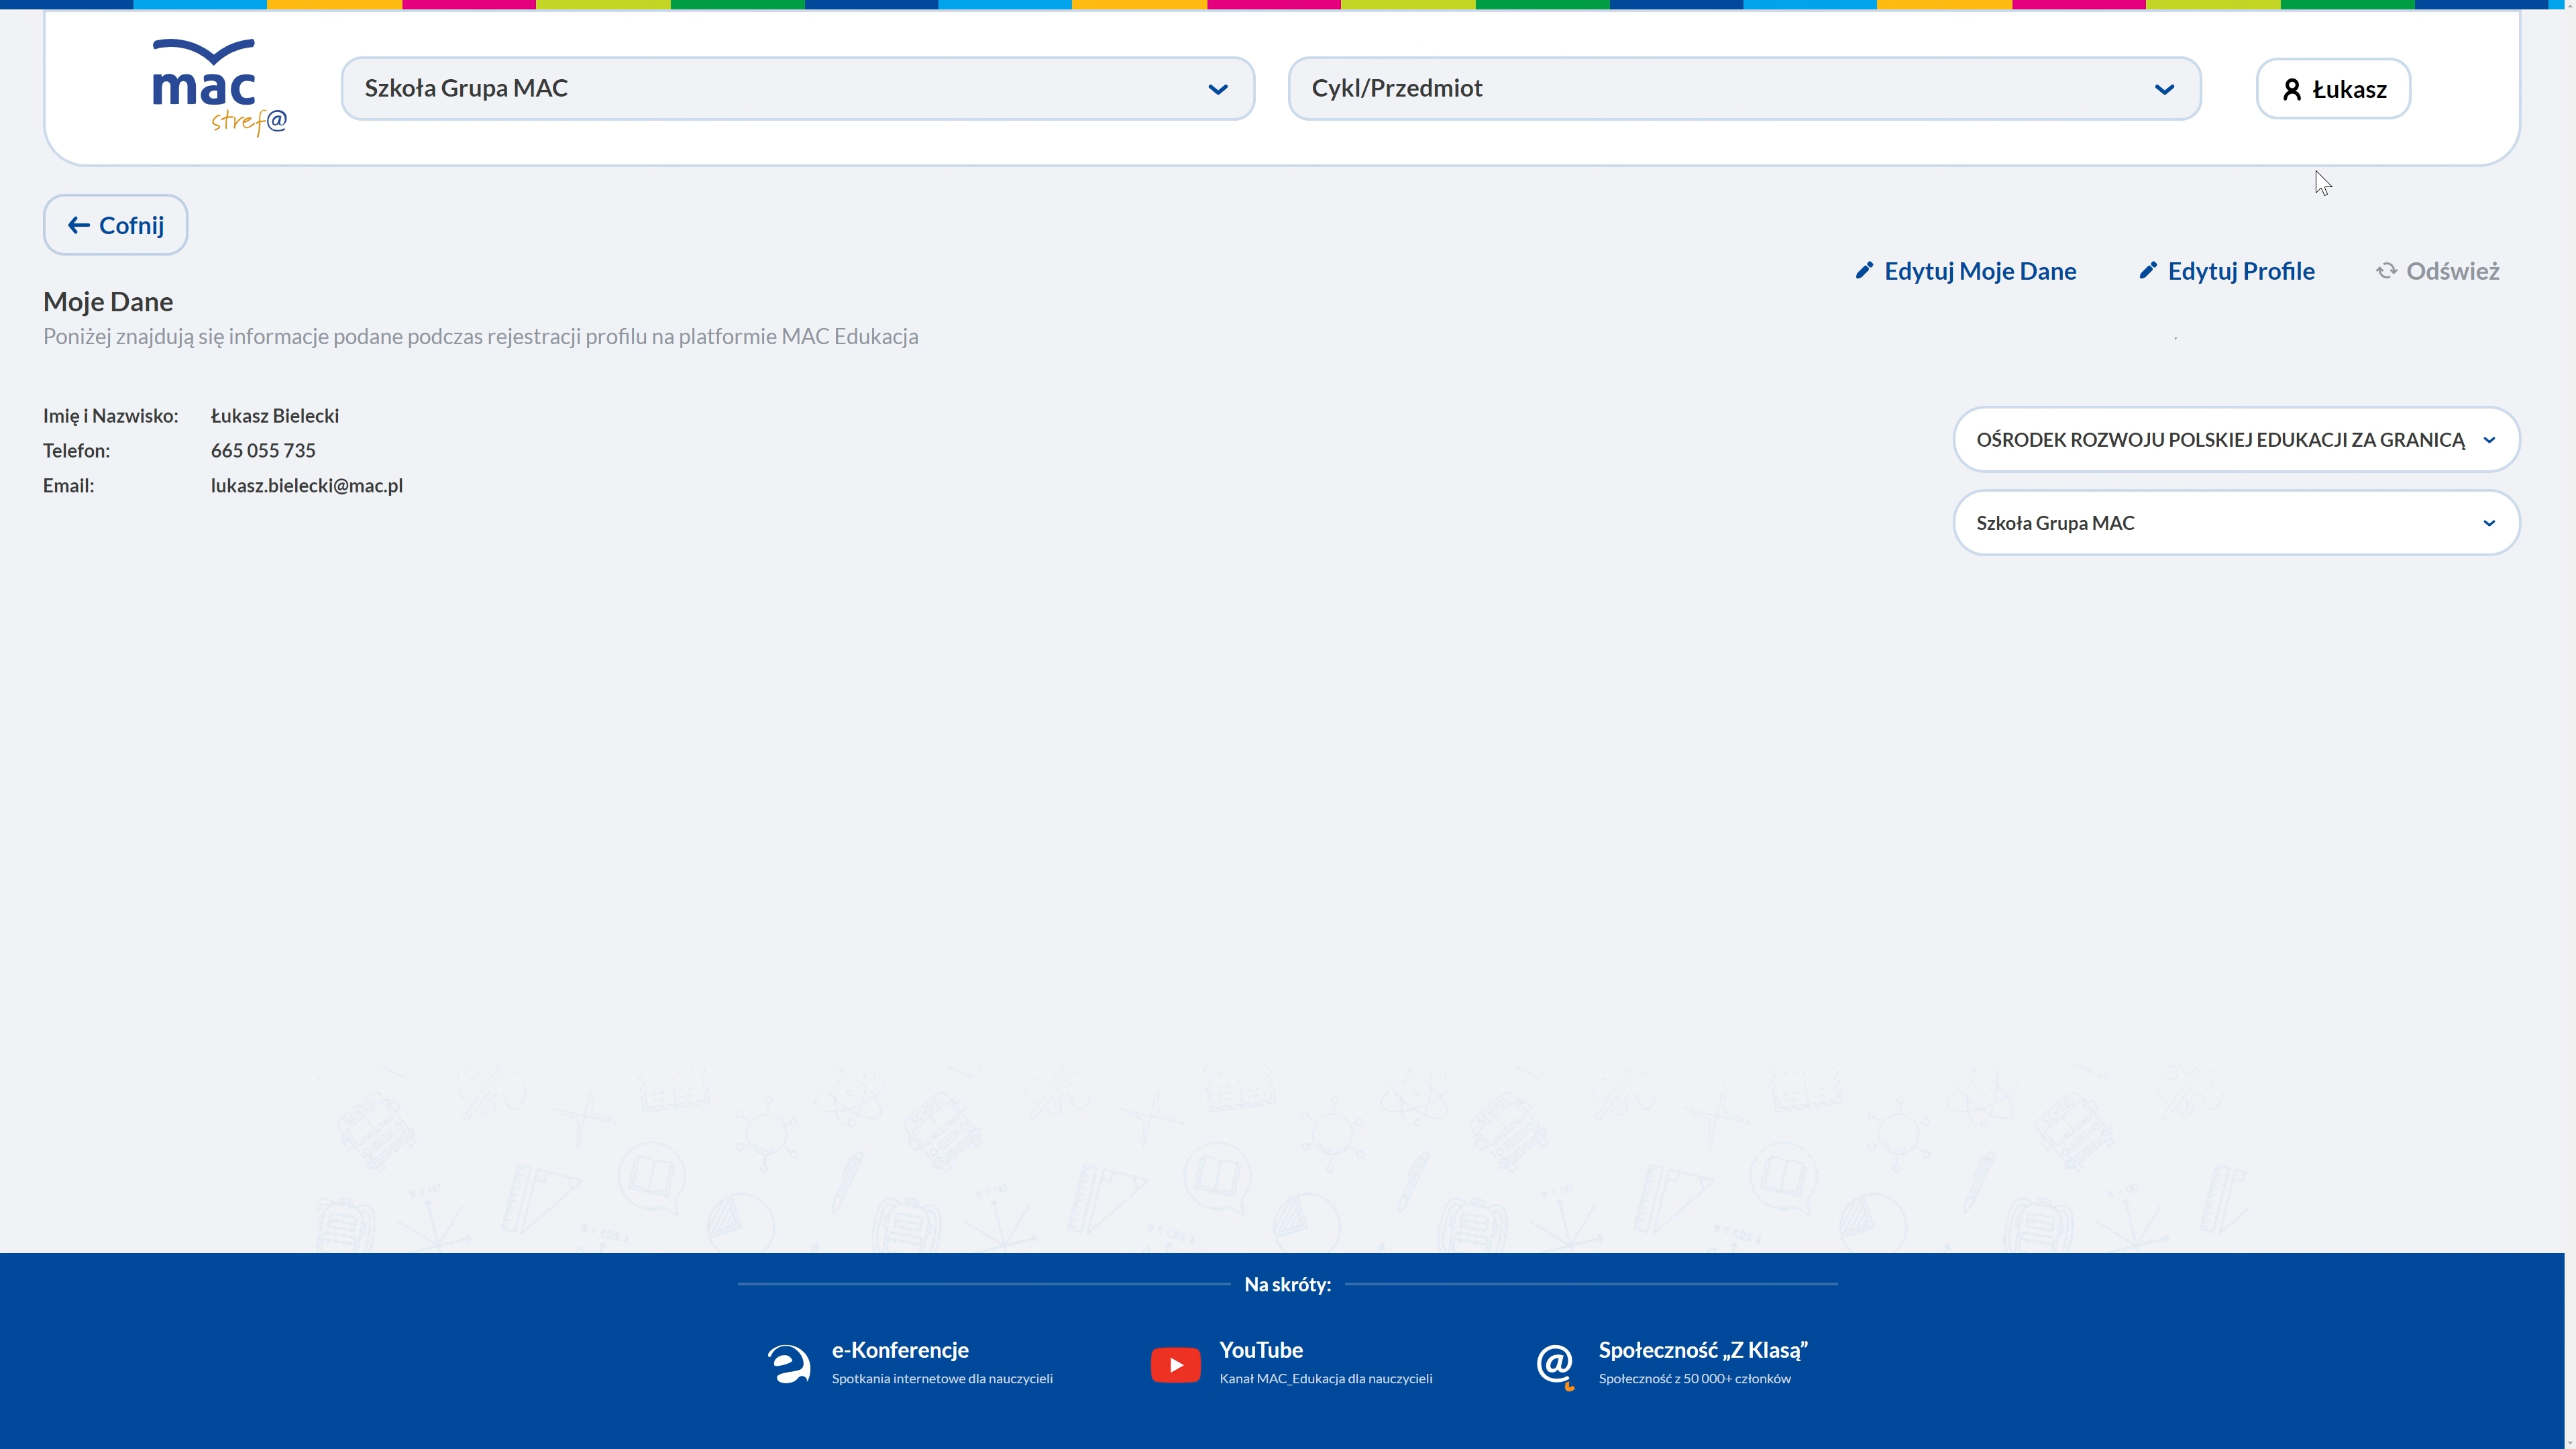 mac
stref@
Szkoła Grupa MAC
Cykl/Przedmiot
Łukasz
Cofnij
Edytuj Moje Dane
Edytuj Profile
Odśwież
Moje Dane
Poniżej znajdują się informacje podane podczas rejestracji profilu na platformie MAC Edukacja
Imię i Nazwisko: Łukasz Bielecki
Telefon: 665 055 735
Email: lukasz.bielecki@mac.pl
OŚRODEK ROZWOJU POLSKIEJ EDUKACJI ZA GRANICĄ
Szkoła Grupa MAC
Na skróty:
e-Konferencje
Spotkania internetowe dla nauczycieli
YouTube
Kanał MAC_Edukacja dla nauczycieli
Społeczność „Z Klasą”
Społeczność z 50 000+ członków